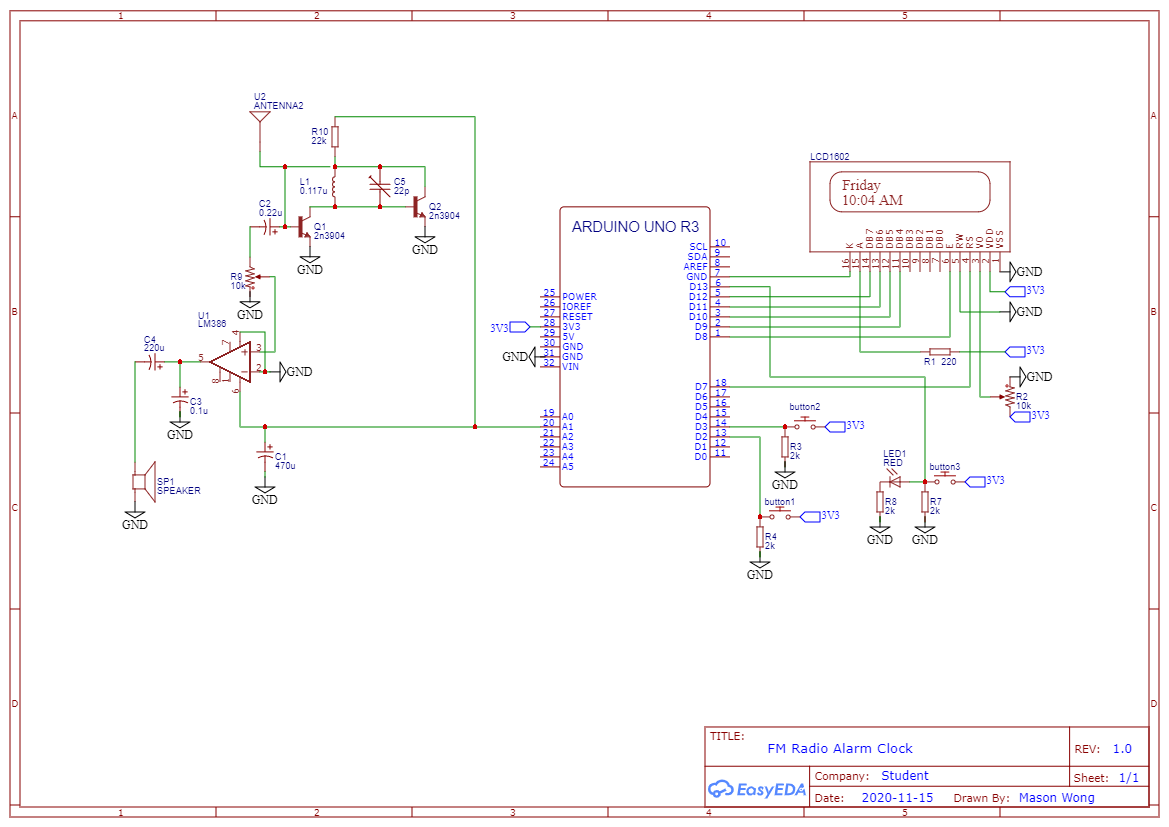 1 2 3 4 5
A A
B B
C C
D D
1 2 3 4 5
U2
ANTENNA2
R10
22k
L1
0.117u
C5
22p
Q2
2n3904
GND
C2
0.22u
Q1
2n3904
GND
R9
10k
GND
U1
LM386
4
7
3
5
2
8
1
6
GND
C4
220u
C3
0.1u
GND
C1
470u
GND
SP1
SPEAKER
GND
ARDUINO UNO R3
25 POWER
26 IOREF
27 RESET
3V3 28 3V3
29 5V
30 GND
GND 31 GND
32 VIN
19 A0
20 A1
21 A2
22 A3
23 A4
24 A5
SCL 10
SDA 9
AREF 8
GND 7
D13 6
D12 5
D11 4
D10 3
D9 2
D8 1
D7 18
D6 17
D5 16
D4 15
D3 14
D2 13
D1 12
D0 11
LCD1602
Friday
10:04 AM
K A DB7 DB6 DB5 DB4 DB3 DB2 DB1 DB0 E RW RS VO VDD VSS
16 15 14 13 12 11 10 9 8 7 6 5 4 3 2 1
GND
3V3
GND
R1 220
3V3
GND
R2
10k
3V3
button2
3V3
R3
2k
GND
button1
3V3
R4
2k
GND
LED1
RED
button3
3V3
R8
2k
GND
R7
2k
GND
TITLE:
FM Radio Alarm Clock
REV: 1.0
EasyEDA
Company: Student
Sheet: 1/1
Date: 2020-11-15 Drawn By: Mason Wong